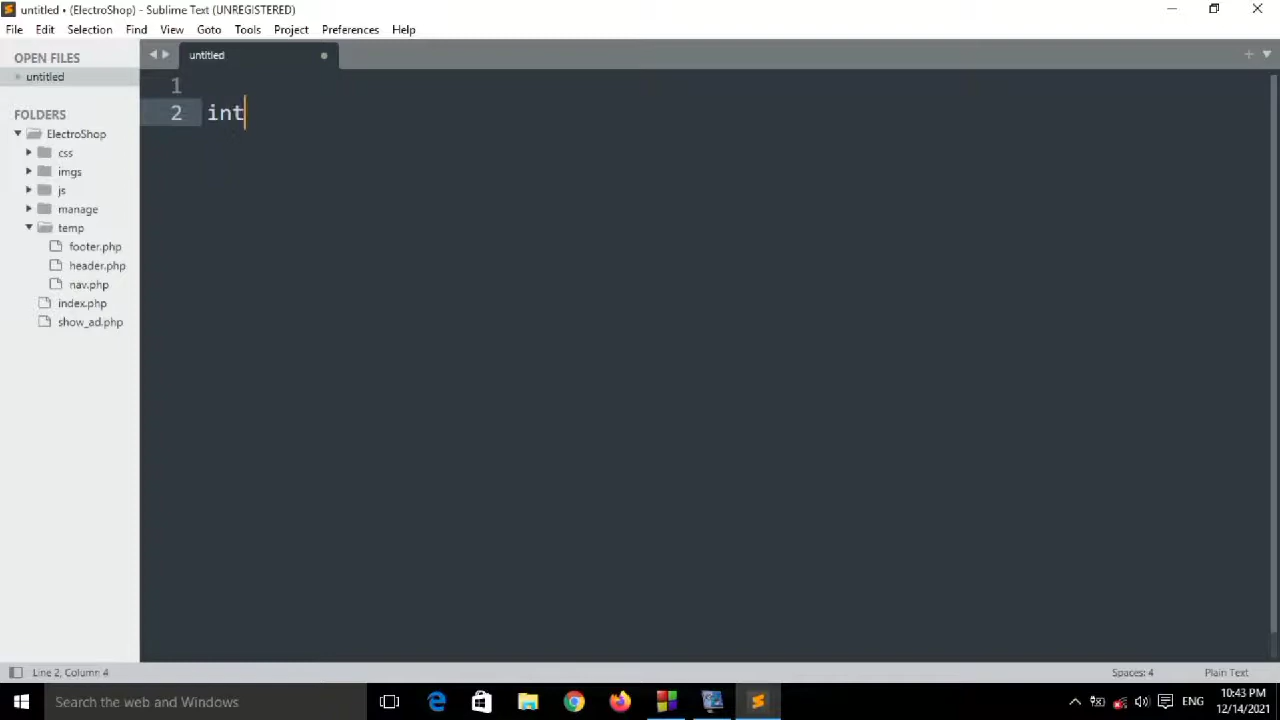 untitled • (ElectroShop) - Sublime Text (UNREGISTERED)
File Edit Selection Find View Goto Tools Project Preferences Help
OPEN FILES
untitled
untitled
FOLDERS
ElectroShop
css
imgs
js
manage
temp
footer.php
header.php
nav.php
index.php
show_ad.php
1
2 int
Line 2, Column 4
Spaces: 4
Plain Text
Search the web and Windows
ENG
10:43 PM
12/14/2021